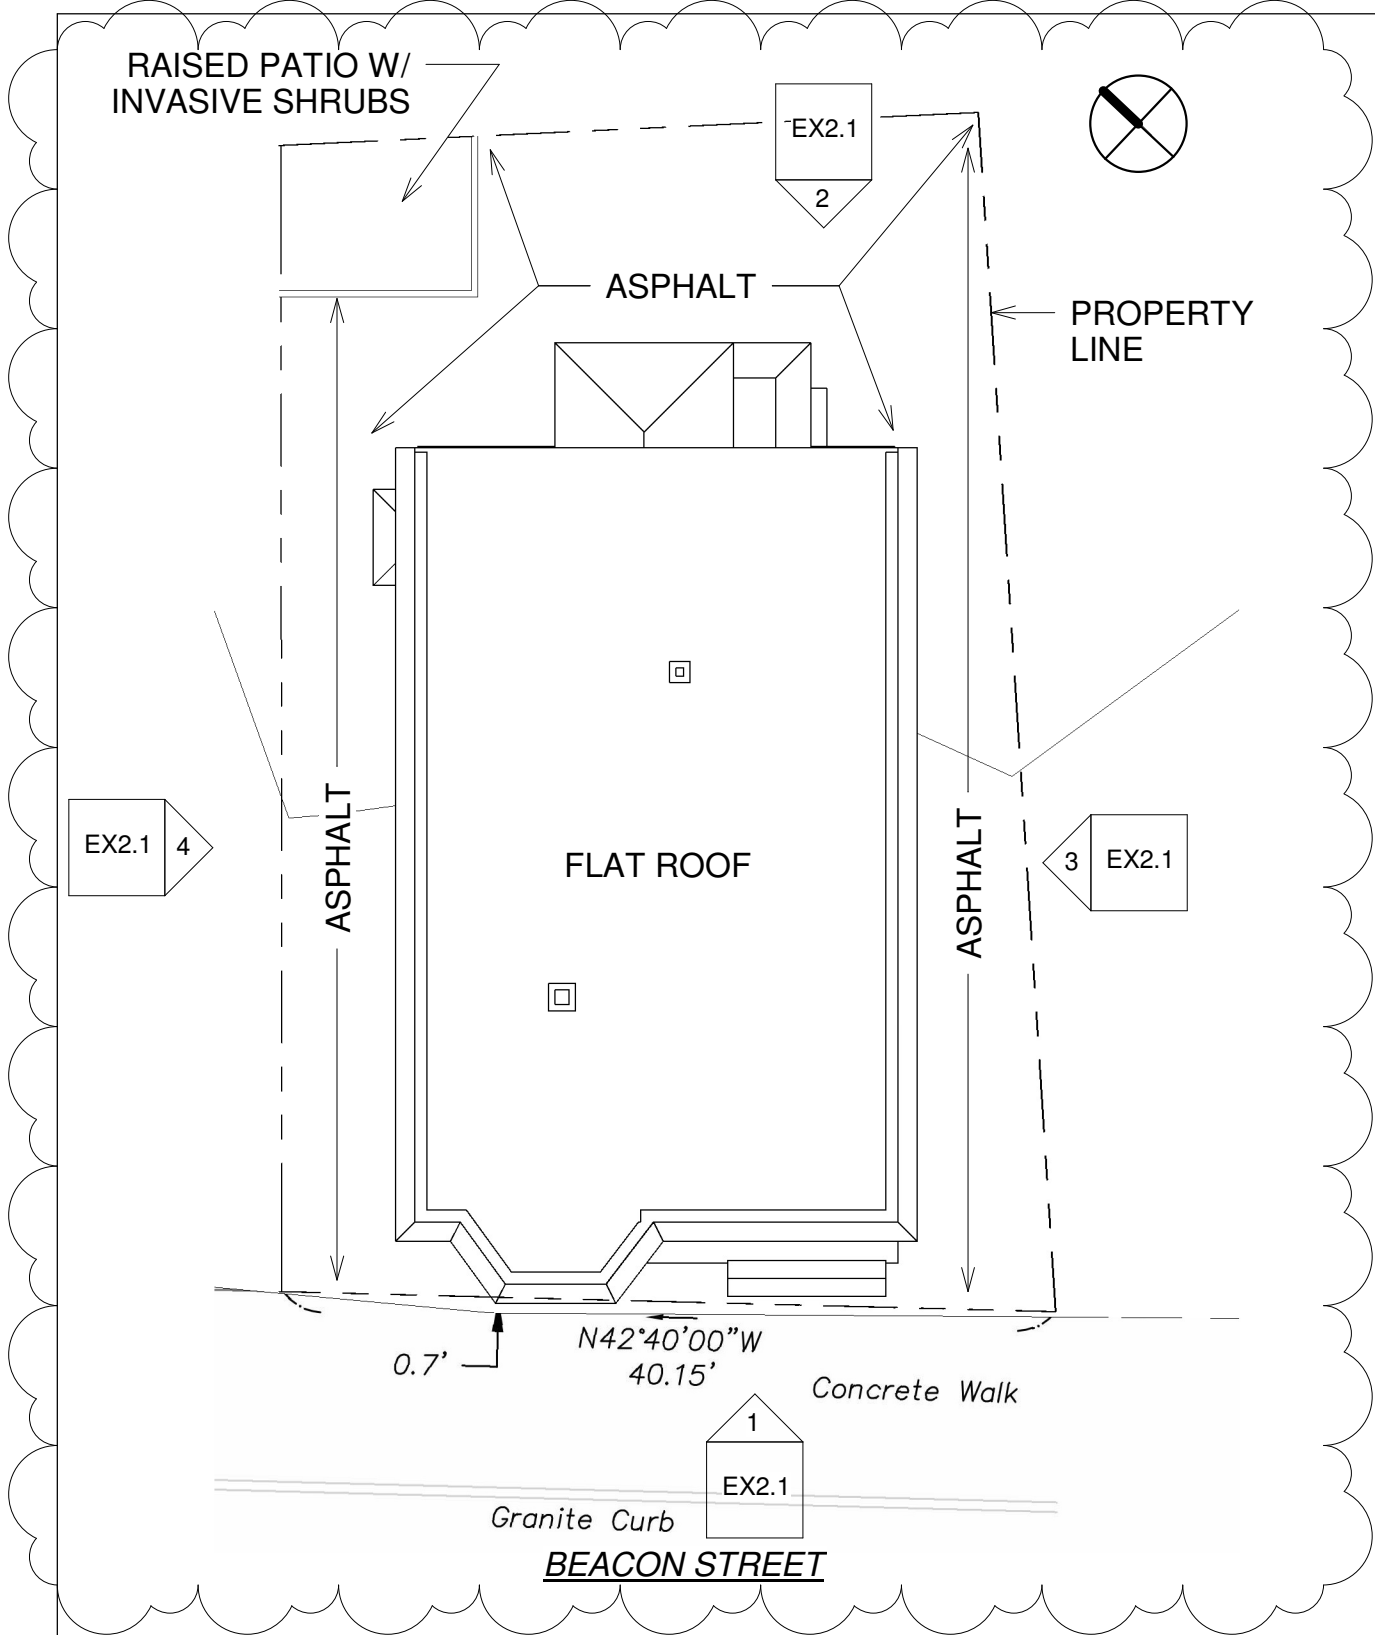 RAISED PATIO W/
INVASIVE SHRUBS
EX2.1
2
ASPHALT
PROPERTY
LINE
EX2.1
4
ASPHALT
FLAT ROOF
ASPHALT
3
EX2.1
0.7'
N42°40'00"W
40.15'
Concrete Walk
1
EX2.1
Granite Curb
BEACON STREET